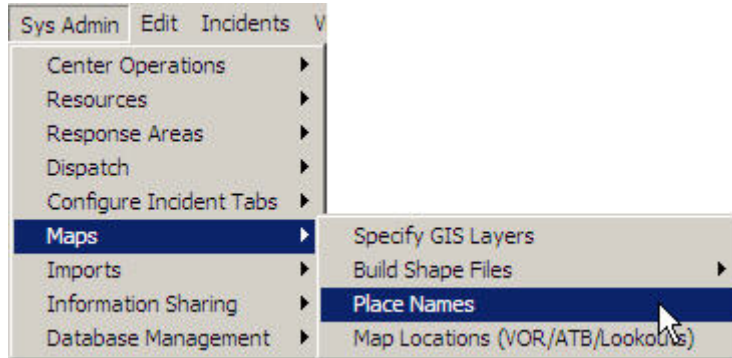 Sys Admin Edit Incidents V
Center Operations
Resources
Response Areas
Dispatch
Configure Incident Tabs
Maps
Specify GIS Layers
Imports
Build Shape Files
Information Sharing
Place Names
Database Management
Map Locations (VOR/ATB/Lookouts)